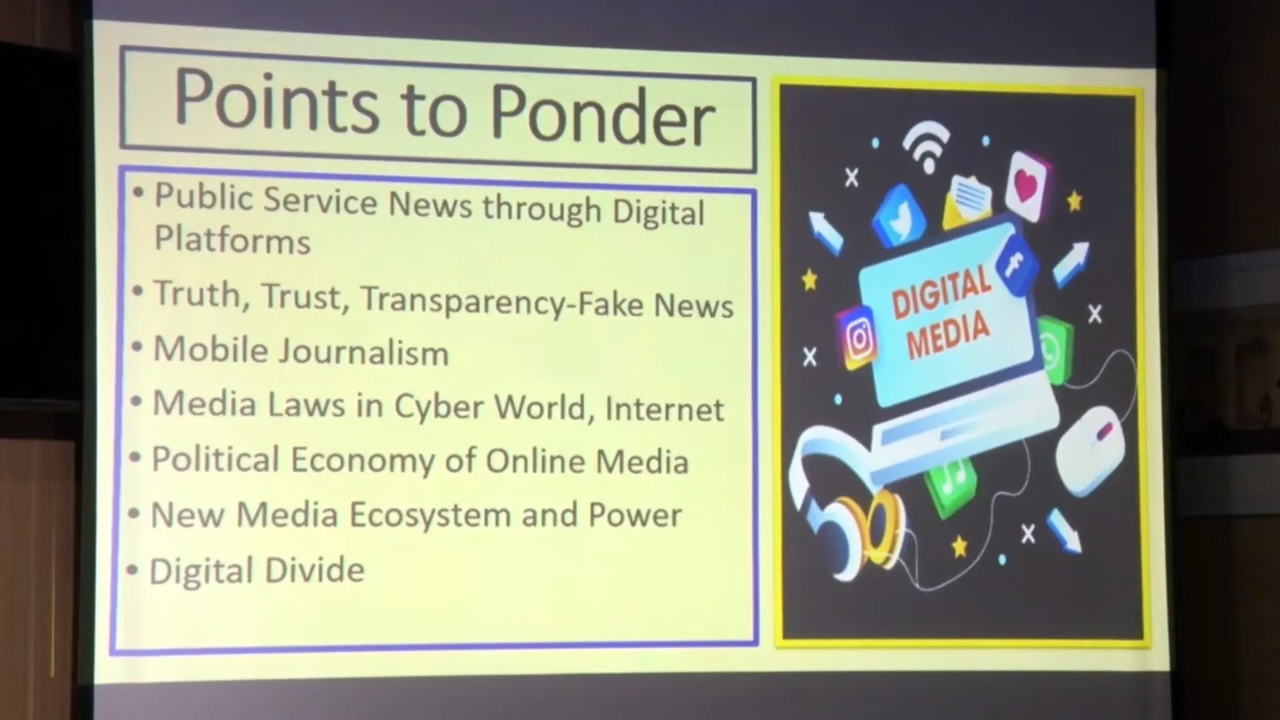 Points to Ponder
• Public Service News through Digital
Platforms
• Truth, Trust, Transparency-Fake News
• Mobile Journalism
• Media Laws in Cyber World, Internet
• Political Economy of Online Media
• New Media Ecosystem and Power
• Digital Divide
DIGITAL
MEDIA